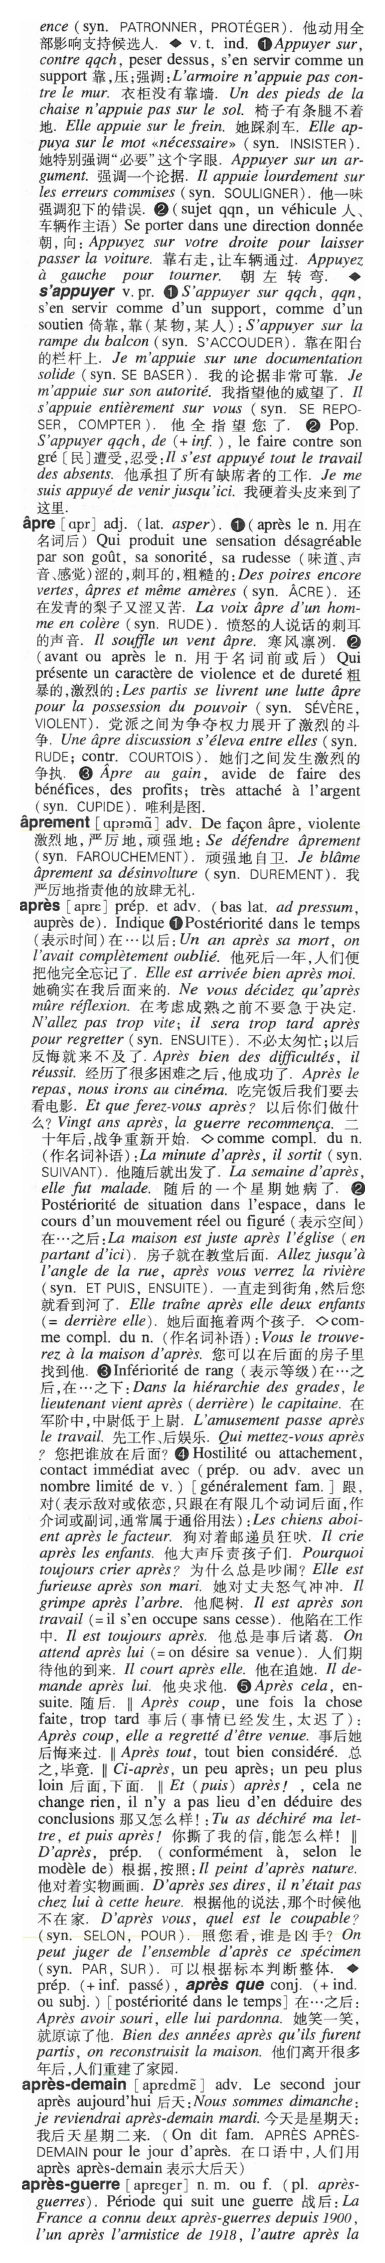 ence (syn. PATRONNER, PROTÉGER). 他动用全
部影响支持候选人. ◆ v. t. ind. ❶Appuyer sur,
contre qqch, peser dessus, s'en servir comme un
support 靠,压;强调:L'armoire n'appuie pas con-
tre le mur. 衣柜没有靠墙. Un des pieds de la
chaise n'appuie pas sur le sol. 椅子有条腿不着
地. Elle appuie sur le frein. 她踩刹车. Elle ap-
puya sur le mot «nécessaire» (syn. INSISTER).
她特别强调“必要”这个字眼. Appuyer sur un ar-
gument. 强调一个论据. Il appuie lourdement sur
les erreurs commises (syn. SOULIGNER). 他一味
强调犯下的错误. ❷(sujet qqn, un véhicule 人、
车辆作主语) Se porter dans une direction donnée
朝,向: Appuyez sur votre droite pour laisser
passer la voiture. 靠右走,让车辆通过. Appuyez
à gauche pour tourner. 朝左转弯. ◆
s'appuyer v. pr. ❶S'appuyer sur qqch, qqn,
s'en servir comme d'un support, comme d'un
soutien 倚靠,靠(某物,某人):S'appuyer sur la
rampe du balcon (syn. S'ACCOUDER). 靠在阳台
的栏杆上. Je m'appuie sur une documentation
solide (syn. SE BASER). 我的论据非常可靠. Je
m'appuie sur son autorité. 我指望他的威望了. Il
s'appuie entièrement sur vous (syn. SE REPO-
SER, COMPTER). 他全指望您了. ❷ Pop.
S'appuyer qqch, de (+inf.), le faire contre son
gré [民]遭受,忍受:Il s'est appuyé tout le travail
des absents. 他承担了所有缺席者的工作. Je me
suis appuyé de venir jusqu'ici. 我硬着头皮来到了
这里.
âpre [ɑpr] adj. (lat. asper). ❶(après le n. 用在
名词后) Qui produit une sensation désagréable
par son goût, sa sonorité, sa rudesse (味道、声
音、感觉)涩的,刺耳的,粗糙的:Des poires encore
vertes, âpres et même amères (syn. ÂCRE). 还
在发青的梨子又涩又苦. La voix âpre d'un hom-
me en colère (syn. RUDE). 愤怒的人说话的刺耳
的声音. Il souffle un vent âpre. 寒风凛冽. ❷
(avant ou après le n. 用于名词前或后) Qui
présente un caractère de violence et de dureté 粗
暴的,激烈的:Les partis se livrent une lutte âpre
pour la possession du pouvoir (syn. SÉVÈRE,
VIOLENT). 党派之间为争夺权力展开了激烈的斗
争. Une âpre discussion s'éleva entre elles (syn.
RUDE; contr. COURTOIS). 她们之间发生激烈的
争执. ❸ Âpre au gain, avide de faire des
bénéfices, des profits; très attaché à l'argent
(syn. CUPIDE). 唯利是图.
âprement [ɑprəmɑ̃] adv. De façon âpre, violente
激烈地,严厉地,顽强地: Se défendre âprement
(syn. FAROUCHEMENT). 顽强地自卫. Je blâme
âprement sa désinvolture (syn. DUREMENT). 我
严厉地指责他的放肆无礼.
après [aprɛ] prép. et adv. (bas lat. ad pressum,
auprès de). Indique ❶Postériorité dans le temps
(表示时间)在…以后:Un an après sa mort, on
l'avait complètement oublié. 他死后一年,人们便
把他完全忘记了. Elle est arrivée bien après moi.
她确实在我后面来的. Ne vous décidez qu'après
mûre réflexion. 在考虑成熟之前不要急于决定.
N'allez pas trop vite; il sera trop tard après
pour regretter (syn. ENSUITE). 不必太匆忙;以后
反悔就来不及了. Après bien des difficultés, il
réussit. 经历了很多困难之后,他成功了. Après le
repas, nous irons au cinéma. 吃完饭后我们要去
看电影. Et que ferez-vous après? 以后你们做什
么? Vingt ans après, la guerre recommença. 二
十年后,战争重新开始. ◇comme compl. du n.
(作名词补语):La minute d'après, il sortit (syn.
SUIVANT). 他随后就出发了. La semaine d'après,
elle fut malade. 随后的一个星期她病了. ❷
Postériorité de situation dans l'espace, dans le
cours d'un mouvement réel ou figuré (表示空间)
在…之后:La maison est juste après l'église (en
partant d'ici). 房子就在教堂后面. Allez jusqu'à
l'angle de la rue, après vous verrez la rivière
(syn. ET PUIS, ENSUITE). 一直走到街角,然后您
就看到河了. Elle traîne après elle deux enfants
(= derrière elle). 她后面拖着两个孩子. ◇com-
me compl. du n. (作名词补语):Vous le trouve-
rez à la maison d'après. 您可以在后面的房子里
找到他. ❸Infériorité de rang (表示等级)在…之
后,在…之下:Dans la hiérarchie des grades, le
lieutenant vient après (derrière) le capitaine. 在
军阶中,中尉低于上尉. L'amusement passe après
le travail. 先工作、后娱乐. Qui mettez-vous après
? 您把谁放在后面? ❹ Hostilité ou attachement,
contact immédiat avec (prép. ou adv. avec un
nombre limité de v.) [généralement fam.] 跟,
对(表示敌对或依恋,只跟在有限几个动词后面,作
介词或副词,通常属于通俗用法):Les chiens aboi-
ent après le facteur. 狗对着邮递员狂吠. Il crie
après les enfants. 他大声斥责孩子们. Pourquoi
toujours crier après? 为什么总是吵闹? Elle est
furieuse après son mari. 她对丈夫怒气冲冲. Il
grimpe après l'arbre. 他爬树. Il est après son
travail (=il s'en occupe sans cesse). 他陷在工作
中. Il est toujours après. 他总是事后诸葛. On
attend après lui (=on désire sa venue). 人们期
待他的到来. Il court après elle. 他在追她. Il de-
mande après lui. 他央求他. ❺Après cela, en-
suite. 随后. ‖ Après coup, une fois la chose
faite, trop tard 事后(事情已经发生,太迟了):
Après coup, elle a regretté d'être venue. 事后她
后悔来过. ‖ Après tout, tout bien considéré. 总
之,毕竟. ‖ Ci-après, un peu après; un peu plus
loin 后面,下面. ‖ Et (puis) après!, cela ne
change rien, il n'y a pas lieu d'en déduire des
conclusions 那又怎么样!:Tu as déchiré ma let-
tre, et puis après! 你撕了我的信,能怎么样! ‖
D'après, prép. (conformément à, selon le
modèle de) 根据,按照:Il peint d'après nature.
他对着实物画画. D'après ses dires, il n'était pas
chez lui à cette heure. 根据他的说法,那个时候他
不在家. D'après vous, quel est le coupable?
(syn. SELON, POUR). 照您看,谁是凶手? On
peut juger de l'ensemble d'après ce spécimen
(syn. PAR, SUR). 可以根据标本判断整体. ◆
prép. (+inf. passé), après que conj. (+ind.
ou subj.) [postériorité dans le temps] 在…之后:
Après avoir souri, elle lui pardonna. 她笑一笑,
就原谅了他. Bien des années après qu'ils furent
partis, on reconstruisit la maison. 他们离开很多
年后,人们重建了家园.
après-demain [aprɛdmɛ̃] adv. Le second jour
après aujourd'hui 后天:Nous sommes dimanche;
je reviendrai après-demain mardi. 今天是星期天;
我后天星期二来. (On dit fam. APRÈS APRÈS-
DEMAIN pour le jour d'après. 在口语中,人们用
après après-demain 表示大后天)
après-guerre [aprɛgɛr] n. m. ou f. (pl. après-
guerres). Période qui suit une guerre 战后:La
France a connu deux après-guerres depuis 1900,
l'un après l'armistice de 1918, l'autre après la